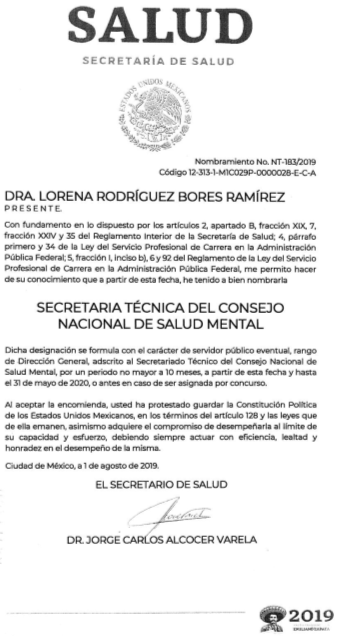 SALUD
SECRETARÍA DE SALUD
ESTADOS UNIDOS MEXICANOS
Nombramiento No. NT-183/2019
Código 12-313-1-M1C029P-0000028-E-C-A
DRA. LORENA RODRÍGUEZ BORES RAMÍREZ
PRESENTE.
Con fundamento en lo dispuesto por los artículos 2, apartado B, fracción XIX, 7,
fracción XXIV y 35 del Reglamento Interior de la Secretaría de Salud; 4, párrafo
primero y 34 de la Ley del Servicio Profesional de Carrera en la Administración
Pública Federal; 5, fracción I, inciso b), 6 y 92 del Reglamento de la Ley del Servicio
Profesional de Carrera en la Administración Pública Federal, me permito hacer
de su conocimiento que a partir de esta fecha, he tenido a bien nombrarla
SECRETARIA TÉCNICA DEL CONSEJO
NACIONAL DE SALUD MENTAL
Dicha designación se formula con el carácter de servidor público eventual, rango
de Dirección General, adscrito al Secretariado Técnico del Consejo Nacional de
Salud Mental, por un periodo no mayor a 10 meses, a partir de esta fecha y hasta
el 31 de mayo de 2020, o antes en caso de ser asignada por concurso.
Al aceptar la encomienda, usted ha protestado guardar la Constitución Política
de los Estados Unidos Mexicanos, en los términos del artículo 128 y las leyes que
de ella emanen, asimismo adquiere el compromiso de desempeñarla al límite de
su capacidad y esfuerzo, debiendo siempre actuar con eficiencia, lealtad y
honradez en el desempeño de la misma.
Ciudad de México, a 1 de agosto de 2019.
EL SECRETARIO DE SALUD
DR. JORGE CARLOS ALCOCER VARELA
2019